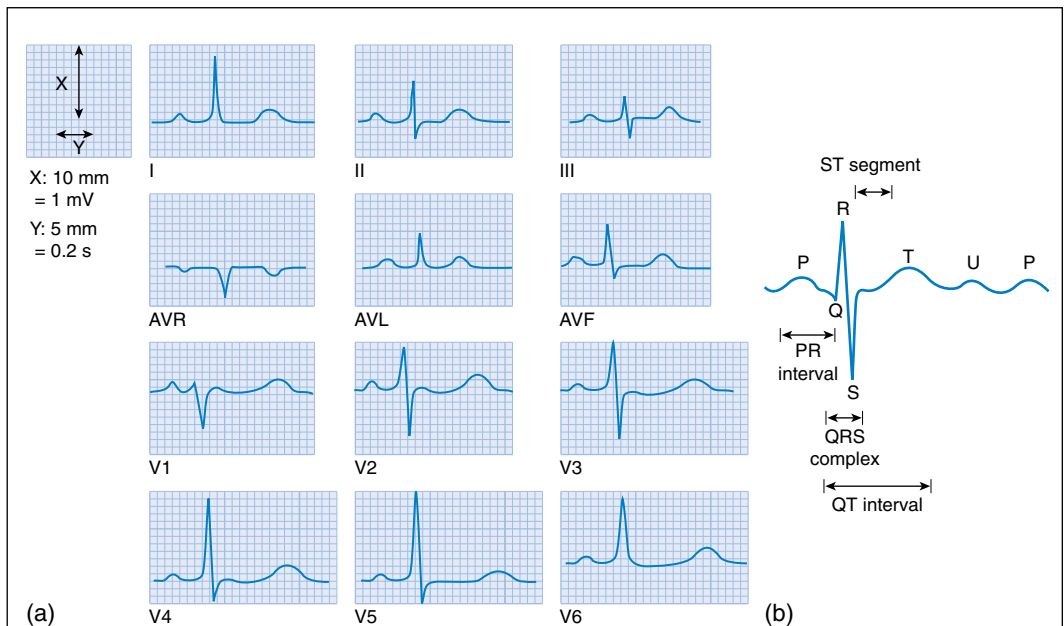 X
Y
X: 10 mm
= 1 mV
Y: 5 mm
= 0.2 s
I
II
III
AVR
AVL
AVF
V1
V2
V3
V4
V5
V6
(a)
ST segment
R
P
T
U
P
Q
PR
interval
S
QRS
complex
QT interval
(b)